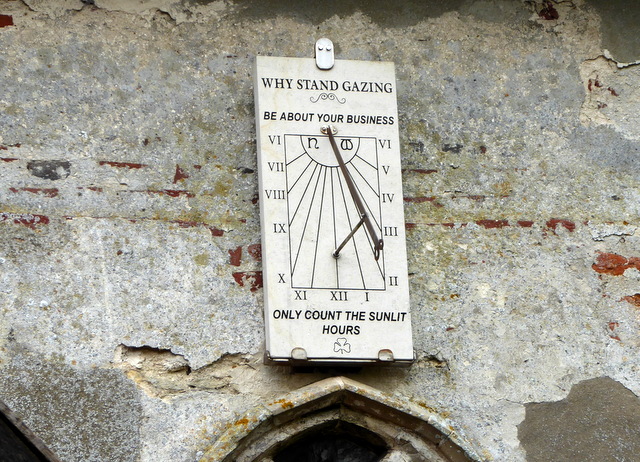 WHY STAND GAZING
BE ABOUT YOUR BUSINESS
VI VI
VII V
VIII IV
IX III
X II
XI XII I
ONLY COUNT THE SUNLIT
HOURS